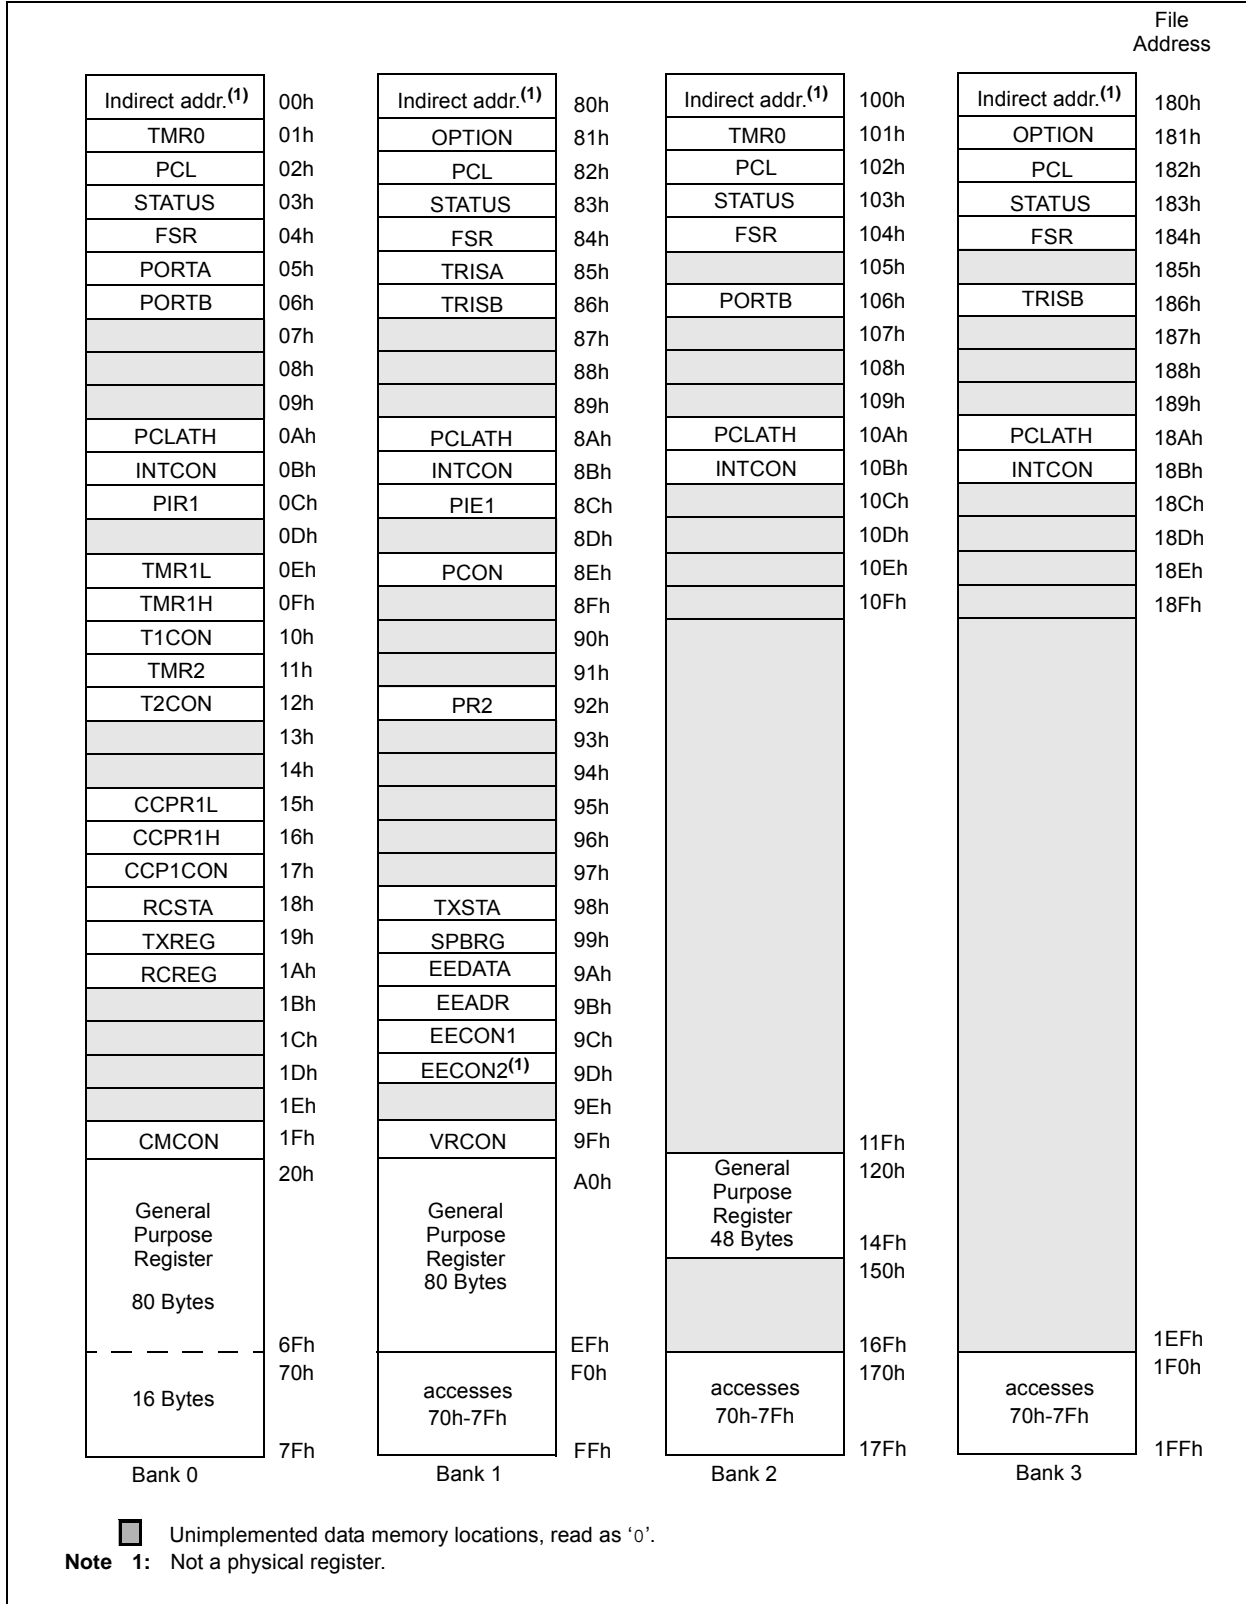 File
Address
Indirect addr.(1) 00h Indirect addr.(1) 80h Indirect addr.(1) 100h Indirect addr.(1) 180h
TMR0 01h OPTION 81h TMR0 101h OPTION 181h
PCL 02h PCL 82h PCL 102h PCL 182h
STATUS 03h STATUS 83h STATUS 103h STATUS 183h
FSR 04h FSR 84h FSR 104h FSR 184h
PORTA 05h TRISA 85h 105h 185h
PORTB 06h TRISB 86h PORTB 106h TRISB 186h
07h 87h 107h 187h
08h 88h 108h 188h
09h 89h 109h 189h
PCLATH 0Ah PCLATH 8Ah PCLATH 10Ah PCLATH 18Ah
INTCON 0Bh INTCON 8Bh INTCON 10Bh INTCON 18Bh
PIR1 0Ch PIE1 8Ch 10Ch 18Ch
0Dh 8Dh 10Dh 18Dh
TMR1L 0Eh PCON 8Eh 10Eh 18Eh
TMR1H 0Fh 8Fh 10Fh 18Fh
T1CON 10h 90h
TMR2 11h 91h
T2CON 12h PR2 92h
13h 93h
14h 94h
CCPR1L 15h 95h
CCPR1H 16h 96h
CCP1CON 17h 97h
RCSTA 18h TXSTA 98h
TXREG 19h SPBRG 99h
RCREG 1Ah EEDATA 9Ah
1Bh EEADR 9Bh
1Ch EECON1 9Ch
1Dh EECON2(1) 9Dh
1Eh 9Eh
CMCON 1Fh VRCON 9Fh 11Fh
20h A0h General 120h
General General Purpose
Purpose Purpose Register
Register Register 48 Bytes 14Fh
80 Bytes 80 Bytes 150h
6Fh EFh 16Fh 1EFh
70h F0h 170h 1F0h
16 Bytes accesses accesses accesses
70h-7Fh 70h-7Fh 70h-7Fh
7Fh FFh 17Fh 1FFh
Bank 0 Bank 1 Bank 2 Bank 3
Unimplemented data memory locations, read as ‘0’.
Note 1: Not a physical register.